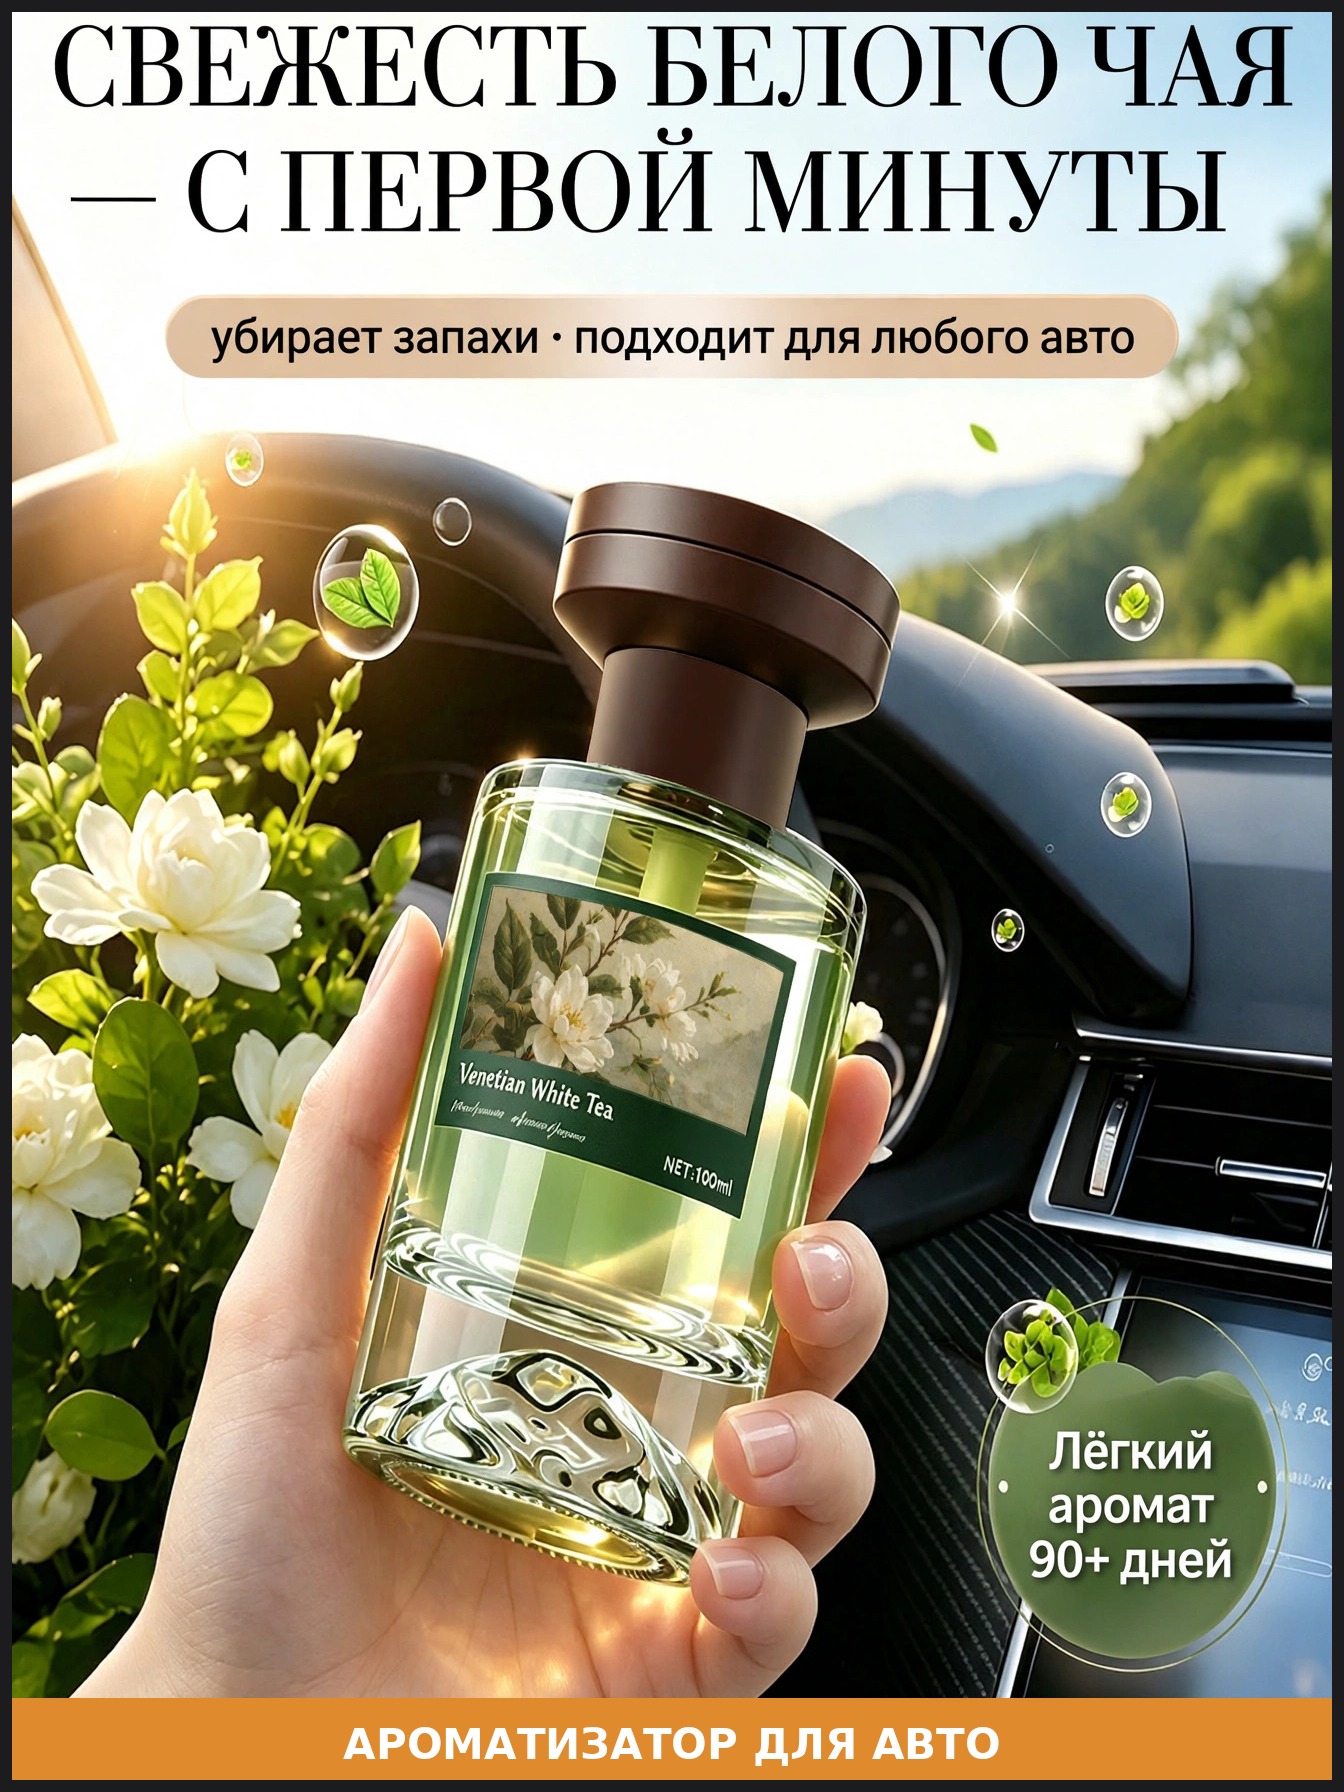 СВЕЖЕСТЬ БЕЛОГО ЧАЯ
— С ПЕРВОЙ МИНУТЫ
убирает запахи · подходит для любого авто
Venetian White Tea
NET:100ml
Лёгкий
аромат
90+ дней
АРОМАТИЗАТОР ДЛЯ АВТО